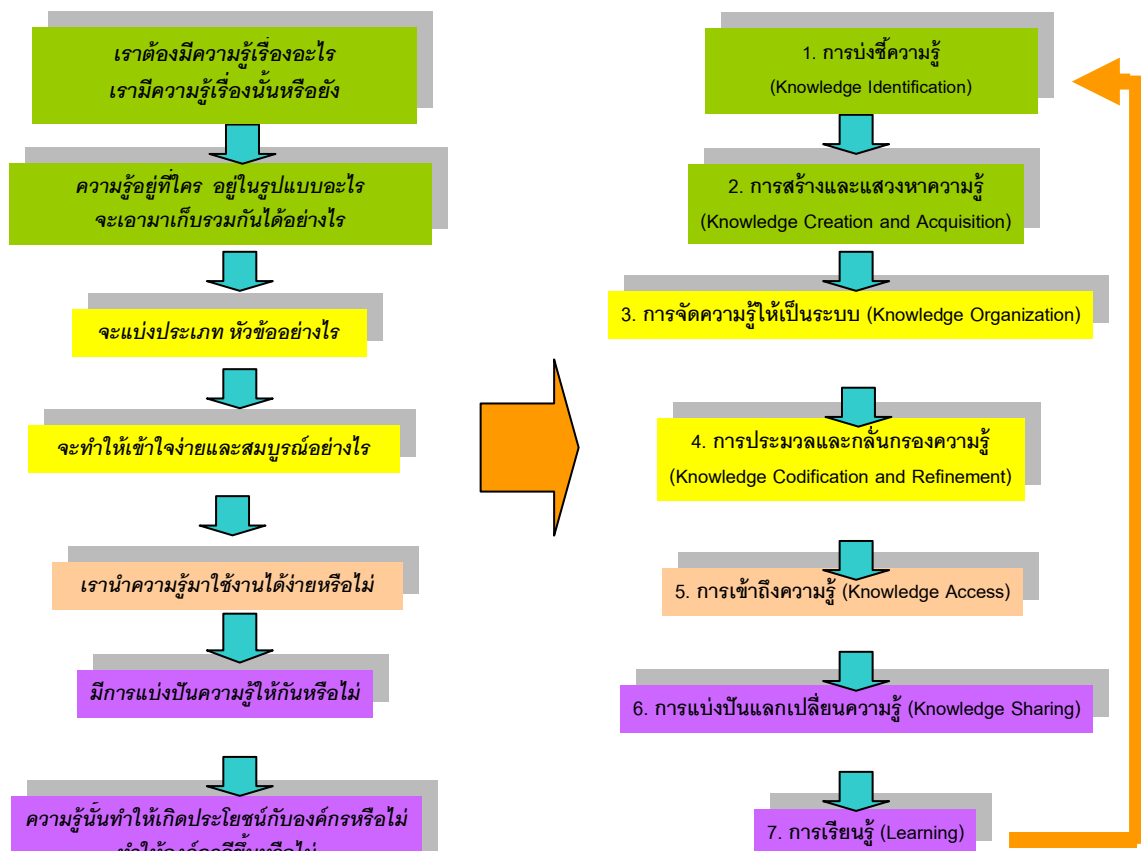 เราต้องมีความรู้เรื่องอะไร
เรามีความรู้เรื่องนั้นหรือยัง
ความรู้อยู่ที่ใคร อยู่ในรูปแบบอะไร
จะเอามาเก็บรวมกันได้อย่างไร
จะแบ่งประเภท หัวข้ออย่างไร
จะทำให้เข้าใจง่ายและสมบูรณ์อย่างไร
เรานำความรู้มาใช้งานได้ง่ายหรือไม่
มีการแบ่งปันความรู้ให้กันหรือไม่
ความรู้นั้นทำให้เกิดประโยชน์กับองค์กรหรือไม่
1. การบ่งชี้ความรู้
(Knowledge Identification)
2. การสร้างและแสวงหาความรู้
(Knowledge Creation and Acquisition)
3. การจัดความรู้ให้เป็นระบบ (Knowledge Organization)
4. การประมวลและกลั่นกรองความรู้
(Knowledge Codification and Refinement)
5. การเข้าถึงความรู้ (Knowledge Access)
6. การแบ่งปันแลกเปลี่ยนความรู้ (Knowledge Sharing)
7. การเรียนรู้ (Learning)